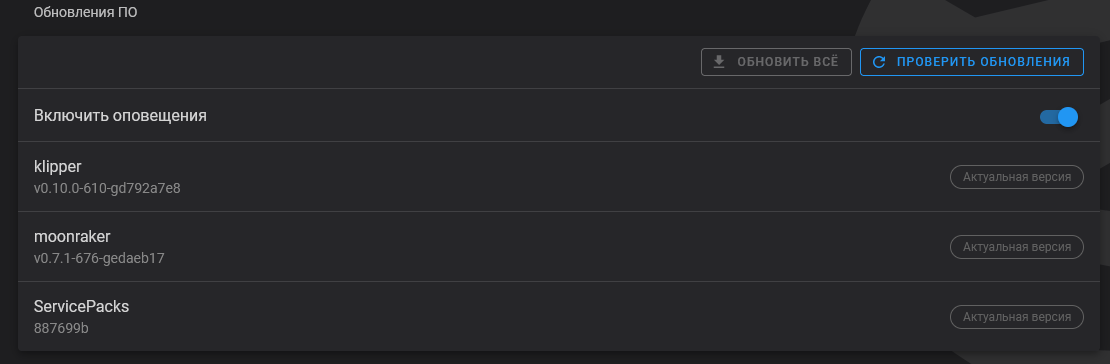 Обновления ПО
ОБНОВИТЬ ВСЁ
ПРОВЕРИТЬ ОБНОВЛЕНИЯ
Включить оповещения
klipper
v0.10.0-610-gd792a7e8
Актуальная версия
moonraker
v0.7.1-676-gedaeb17
Актуальная версия
ServicePacks
887699b
Актуальная версия